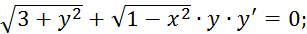 √(3 + y²) + √(1 − x²) · y · y′ = 0;